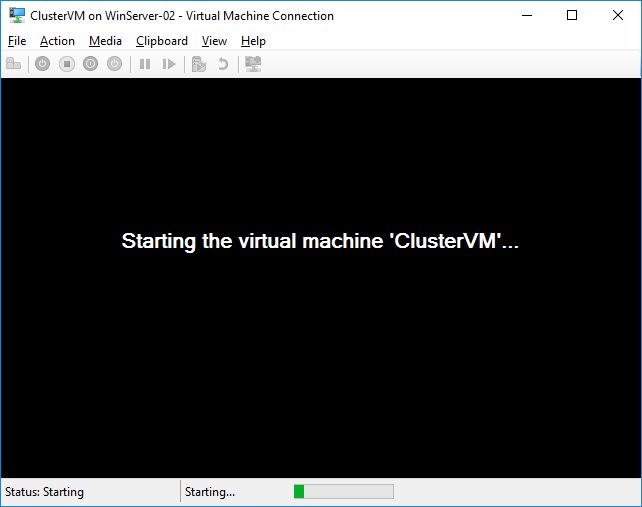 ClusterVM on WinServer-02 - Virtual Machine Connection
File Action Media Clipboard View Help
Starting the virtual machine 'ClusterVM'...
Status: Starting Starting...